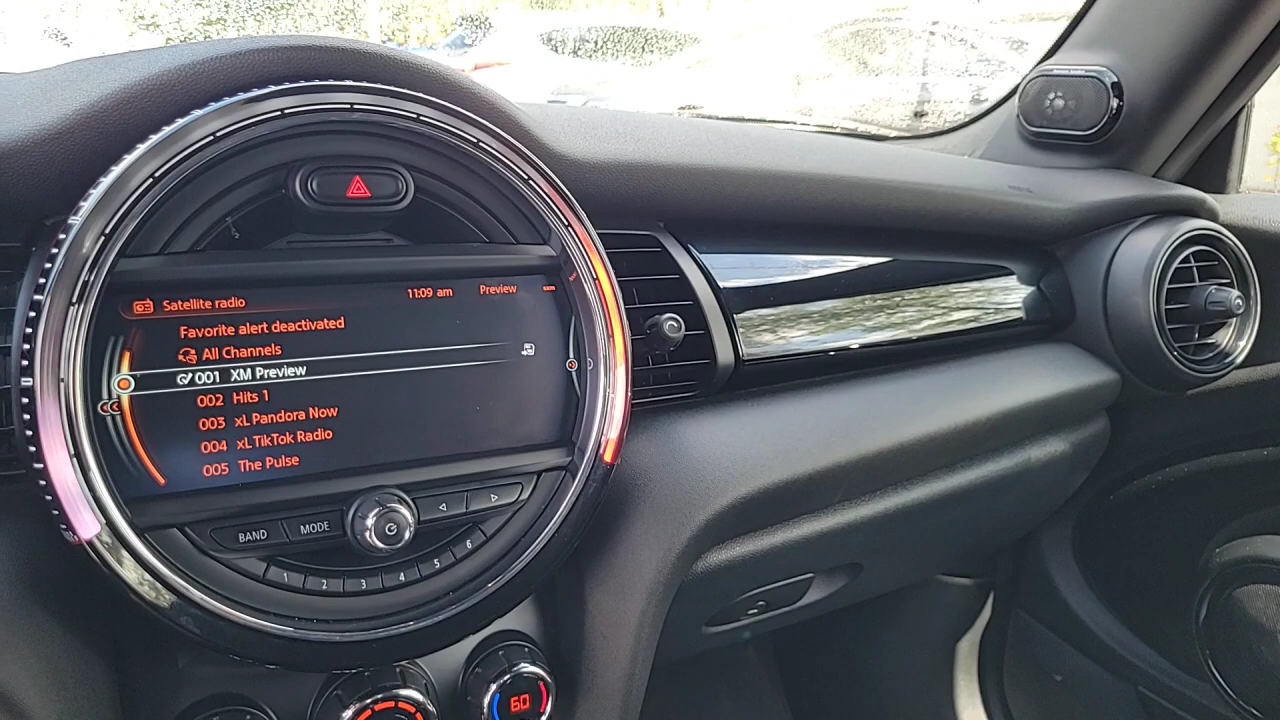 Satellite radio 11:09 am Preview
Favorite alert deactivated
All Channels
001 XM Preview
002 Hits 1
003 xL Pandora Now
004 xL TikTok Radio
005 The Pulse
BAND MODE
1 2 3 4 5 6
60